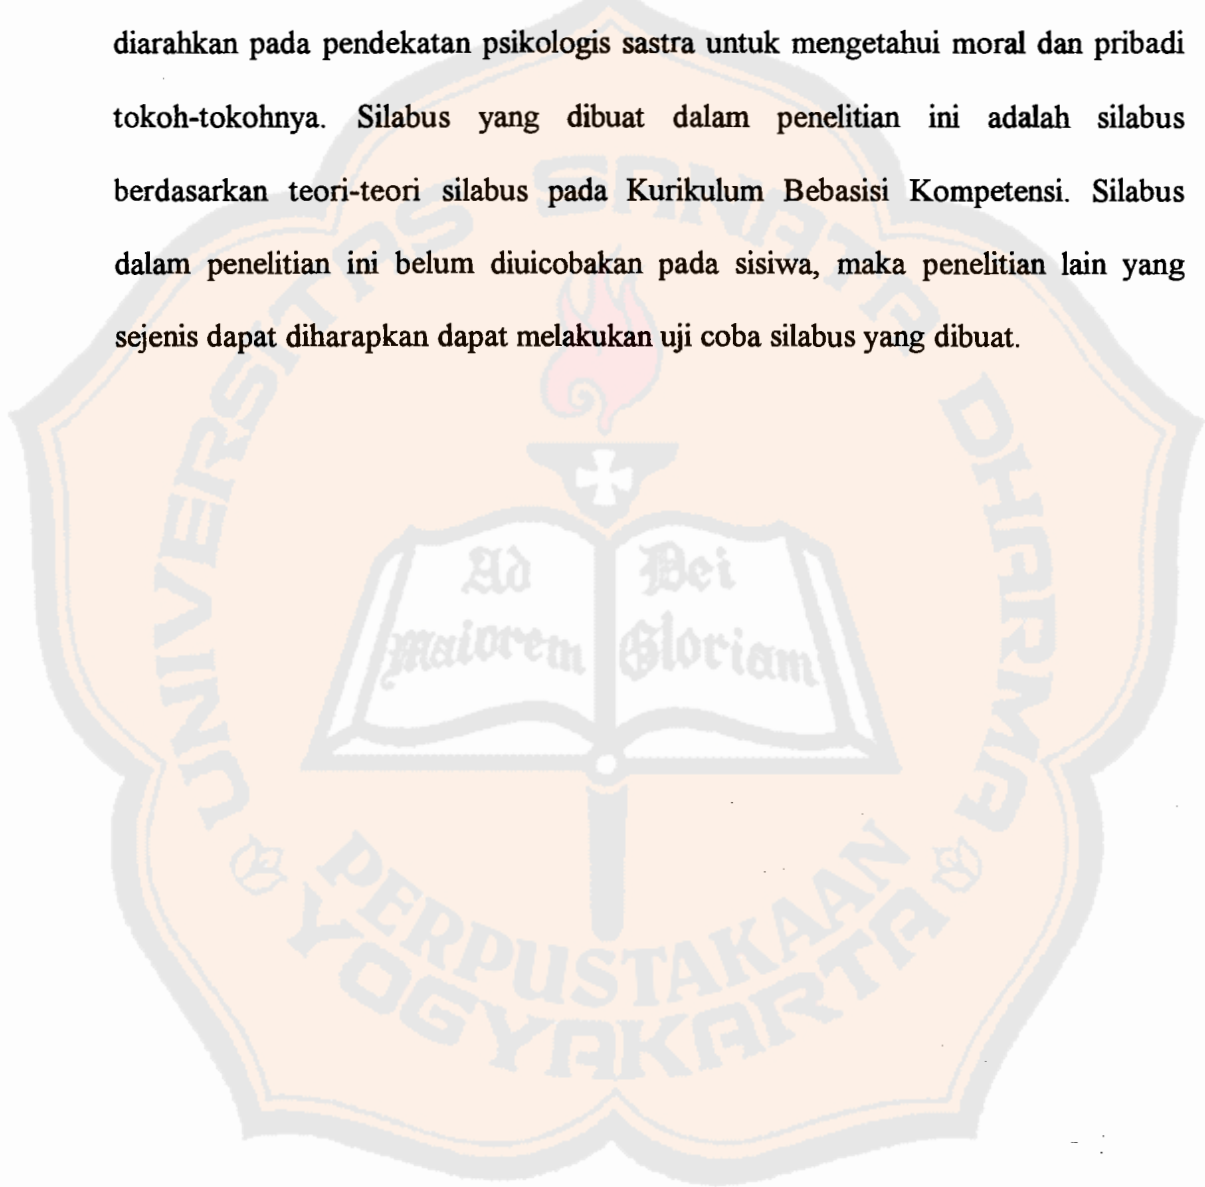 diarahkan pada pendekatan psikologis sastra untuk mengetahui moral dan pribadi
tokoh-tokohnya. Silabus yang dibuat dalam penelitian ini adalah silabus
berdasarkan teori-teori silabus pada Kurikulum Bebasisi Kompetensi. Silabus
dalam penelitian ini belum diuicobakan pada sisiwa, maka penelitian lain yang
sejenis dapat diharapkan dapat melakukan uji coba silabus yang dibuat.
UNIVERSITAS SANATA DHARMA
Ad Dei
maiorem Gloriam
PERPUSTAKAAN
YOGYAKARTA